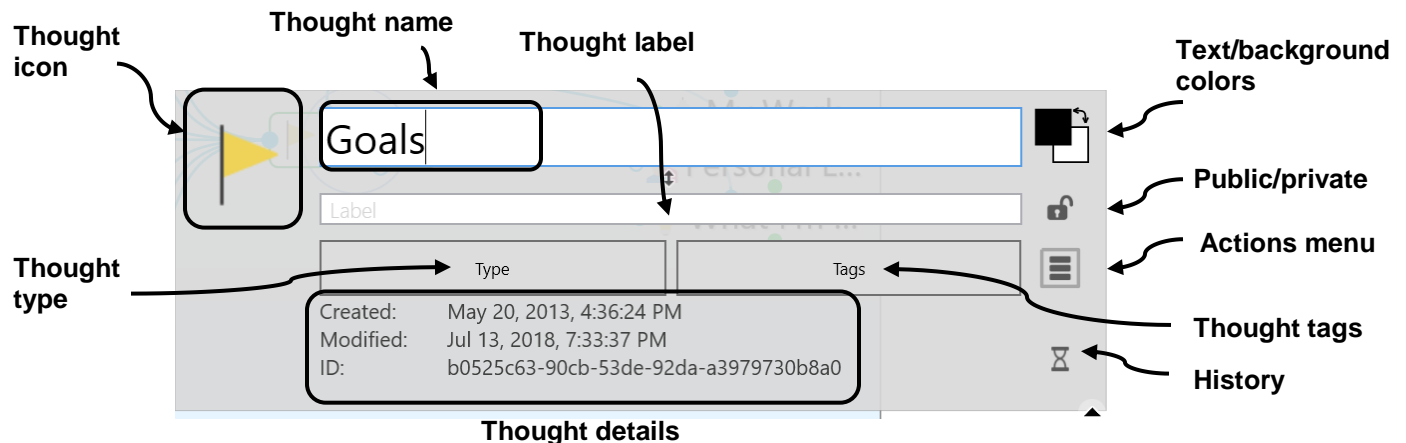 Thought name
Thought label
Thought
icon
Text/background
colors
Goals
Personal E...
Label
Public/private
Actions menu
Thought
type
Type
Tags
Created: May 20, 2013, 4:36:24 PM
Modified: Jul 13, 2018, 7:33:37 PM
ID: b0525c63-90cb-53de-92da-a3979730b8a0
Thought tags
History
Thought details